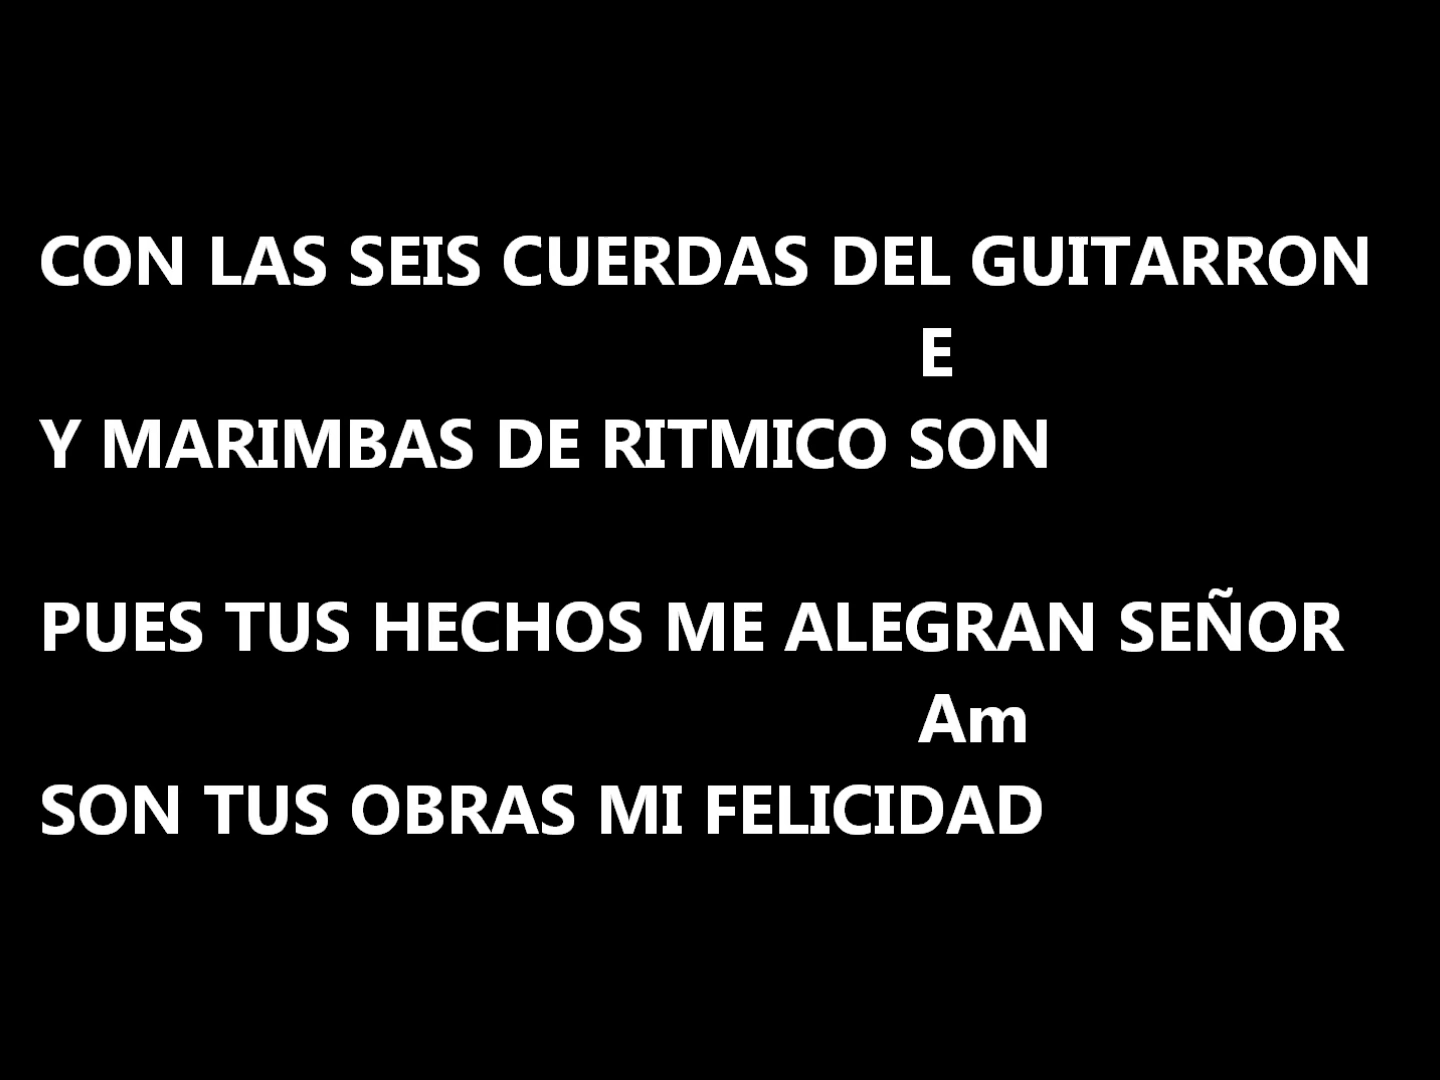 CON LAS SEIS CUERDAS DEL GUITARRON
E
Y MARIMBAS DE RITMICO SON
PUES TUS HECHOS ME ALEGRAN SEÑOR
Am
SON TUS OBRAS MI FELICIDAD